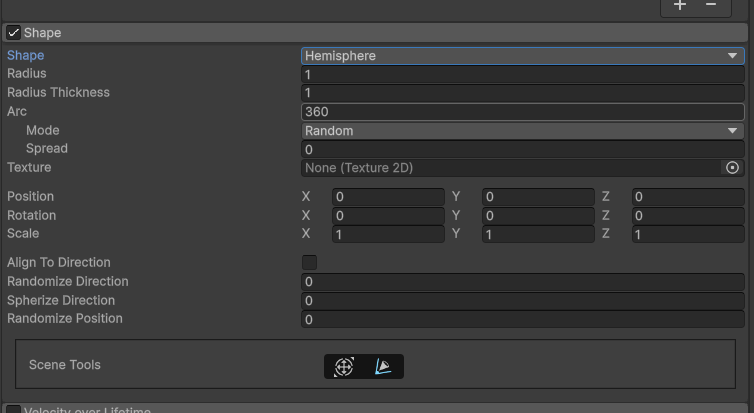 Shape
Shape Hemisphere
Radius 1
Radius Thickness 1
Arc 360
Mode Random
Spread 0
Texture None (Texture 2D)
Position X 0 Y 0 Z 0
Rotation X 0 Y 0 Z 0
Scale X 1 Y 1 Z 1
Align To Direction
Randomize Direction 0
Spherize Direction 0
Randomize Position 0
Scene Tools
Velocity over Lifetime